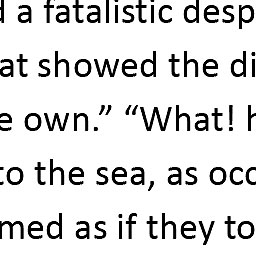 a fatalistic desp
at showed the di
e own.” “What! h
to the sea, as occ
med as if they to